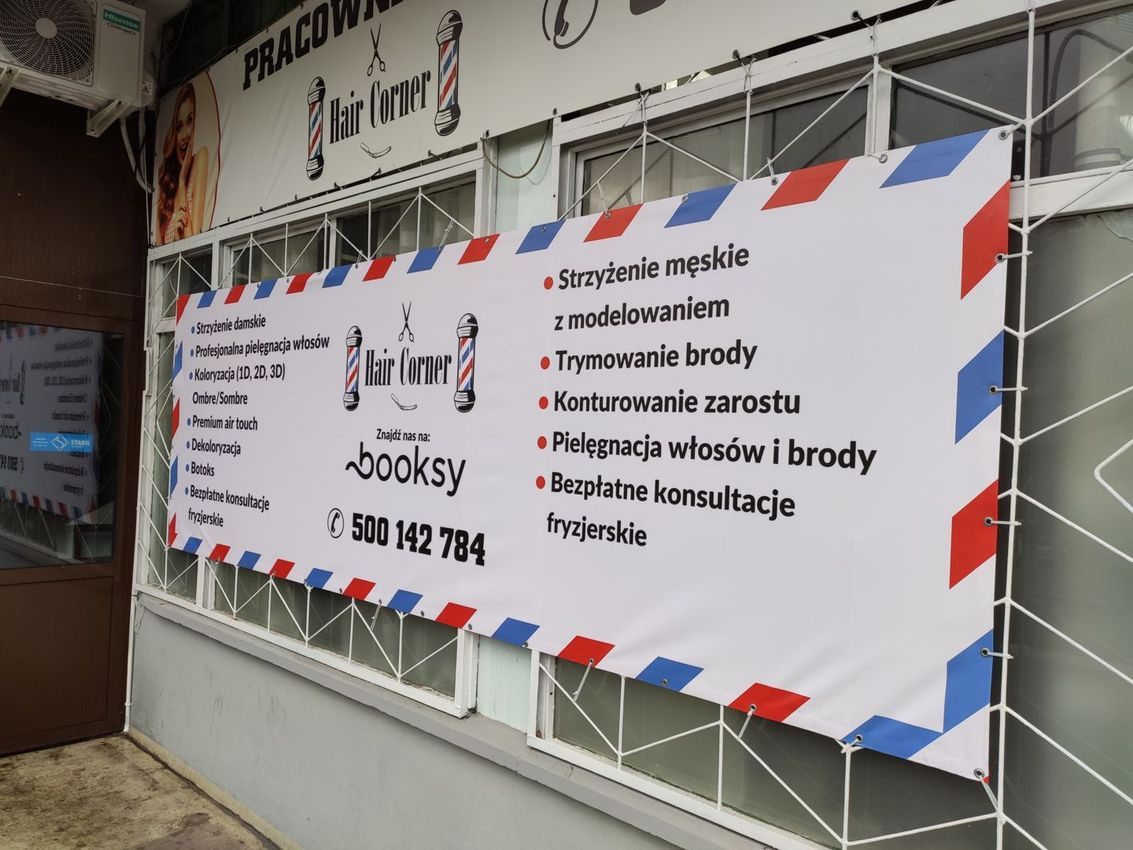 Hisense
Hair Corner
Strzyżenie damskie
Profesjonalna pielęgnacja włosów
Koloryzacja (1D, 2D, 3D)
Ombre/Sombre
Premium air touch
Dekoloryzacja
Botoks
Bezpłatne konsultacje
fryzjerskie
Hair Corner
Znajdź nas na:
booksy
500 142 784
Strzyżenie męskie
z modelowaniem
Trymowanie brody
Konturowanie zarostu
Pielęgnacja włosów i brody
Bezpłatne konsultacje
fryzjerskie